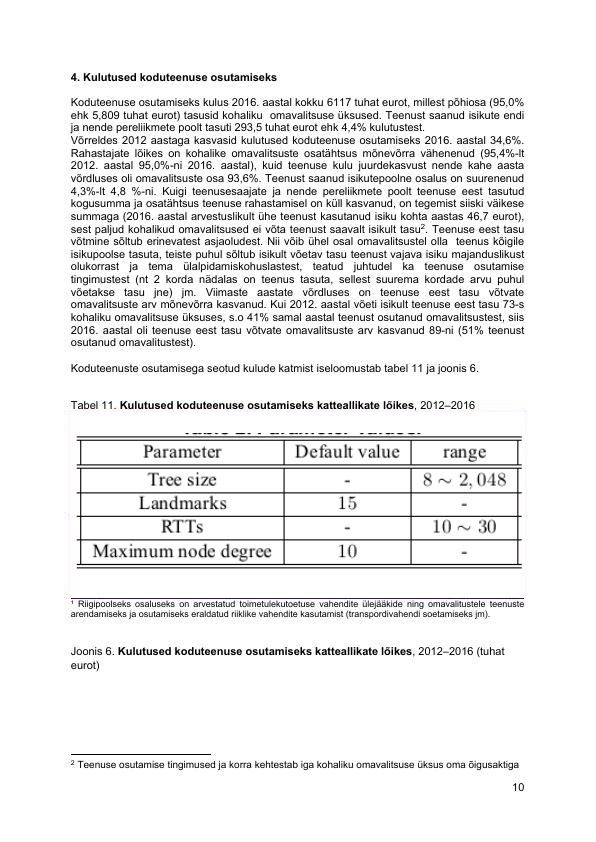 4. Kulutused koduteenuse osutamiseks
Koduteenuse osutamiseks kulus 2016. aastal kokku 6117 tuhat eurot, millest põhiosa (95,0%
ehk 5,809 tuhat eurot) tasusid kohaliku omavalitsuse üksused. Teenust saanud isikute endi
ja nende pereliikmete poolt tasuti 293,5 tuhat eurot ehk 4,4% kulutustest.
Võrreldes 2012 aastaga kasvasid kulutused koduteenuse osutamiseks 2016. aastal 34,6%.
Rahastajate lõikes on kohalike omavalitsuste osatähtsus mõnevõrra vähenenud (95,4%-lt
2012. aastal 95,0%-ni 2016. aastal), kuid teenuse kulu juurdekasvust nende kahe aasta
võrdluses oli omavalitsuste osa 93,6%. Teenust saanud isikutepoolne osalus on suurenenud
4,3%-lt 4,8 %-ni. Kuigi teenusesaajate ja nende pereliikmete poolt teenuse eest tasutud
kogusumma ja osatähtsus teenuse rahastamisel on küll kasvanud, on tegemist siiski väikese
summaga (2016. aastal arvestuslikult ühe teenust kasutanud isiku kohta aastas 46,7 eurot),
sest paljud kohalikud omavalitsused ei võta teenust saavalt isikult tasu2. Teenuse eest tasu
võtmine sõltub erinevatest asjaoludest. Nii võib ühel osal omavalitsustel olla teenus kõigile
isikupoolse tasuta, teiste puhul sõltub isikult võetav tasu teenust vajava isiku majanduslikust
olukorrast ja tema ülalpidamiskohuslastest, teatud juhtudel ka teenuse osutamise
tingimustest (nt 2 korda nädalas on teenus tasuta, sellest suurema kordade arvu puhul
võetakse tasu jne) jm. Viimaste aastate võrdluses on teenuse eest tasu võtvate
omavalitsuste arv mõnevõrra kasvanud. Kui 2012. aastal võeti isikult teenuse eest tasu 73-s
kohaliku omavalitsuse üksuses, s.o 41% samal aastal teenust osutanud omavalitsustest, siis
2016. aastal oli teenuse eest tasu võtvate omavalitsuste arv kasvanud 89-ni (51% teenust
osutanud omavalitustest).
Koduteenuste osutamisega seotud kulude katmist iseloomustab tabel 11 ja joonis 6.
Tabel 11. Kulutused koduteenuse osutamiseks katteallikate lõikes, 2012–2016
Parameter Default value range
Tree size - 8 ~ 2, 048
Landmarks 15 -
RTTs - 10 ~ 30
Maximum node degree 10 -
1 Riigipoolseks osaluseks on arvestatud toimetulekutoetuse vahendite ülejääkide ning omavalitustele teenuste
arendamiseks ja osutamiseks eraldatud riiklike vahendite kasutamist (transpordivahendi soetamiseks jm).
Joonis 6. Kulutused koduteenuse osutamiseks katteallikate lõikes, 2012–2016 (tuhat
eurot)
2 Teenuse osutamise tingimused ja korra kehtestab iga kohaliku omavalitsuse üksus oma õigusaktiga
10